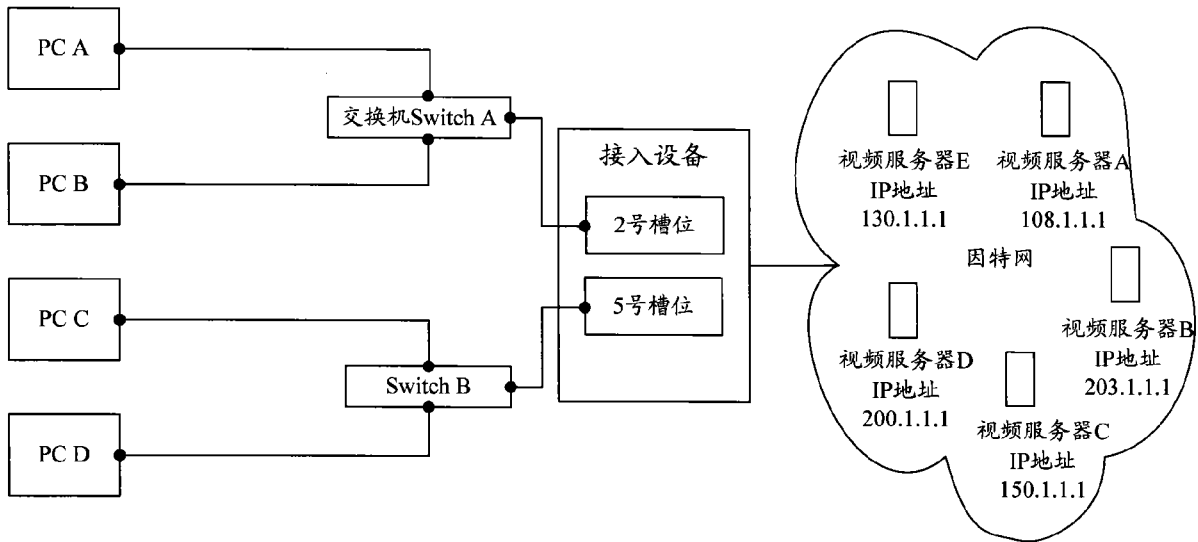 PC A
交换机Switch A
PC B
接入设备
2号槽位
5号槽位
PC C
Switch B
PC D
视频服务器E
IP地址
130.1.1.1
视频服务器A
IP地址
108.1.1.1
因特网
视频服务器B
IP地址
203.1.1.1
视频服务器D
IP地址
200.1.1.1
视频服务器C
IP地址
150.1.1.1